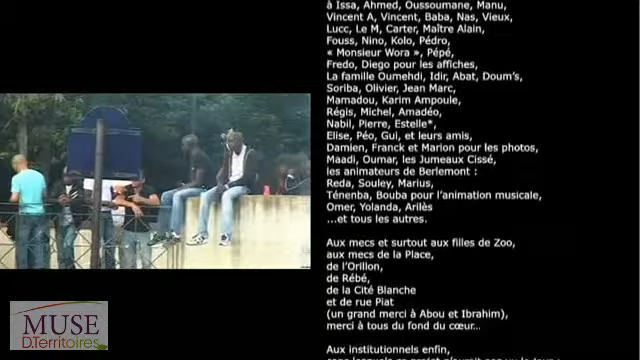 à Issa, Ahmed, Oussoumane, Manu,
Vincent A, Vincent, Baba, Nas, Vieux,
Lucc, Le M, Carter, Maître Alain,
Fouss, Nino, Kolo, Pédro,
« Monsieur Wora », Pépé,
Fredo, Diego pour les affiches,
La famille Oumehdi, Idir, Abat, Doum's,
Soriba, Olivier, Jean Marc,
Mamadou, Karim Ampoule,
Régis, Michel, Amadéo,
Nabil, Pierre, Estelle*,
Elise, Péo, Gui, et leurs amis,
Damien, Franck et Marion pour les photos,
Maadi, Oumar, les Jumeaux Cissé,
les animateurs de Berlemont :
Reda, Souley, Marius,
Ténenba, Bouba pour l'animation musicale,
Omer, Yolanda, Arilès
...et tous les autres.
Aux mecs et surtout aux filles de Zoo,
aux mecs de la Place,
de l'Orillon,
de Rébé,
de la Cité Blanche
et de rue Piat
(un grand merci à Abou et Ibrahim),
merci à tous du fond du cœur...
Aux institutionnels enfin,
MUSE
D.Territoires